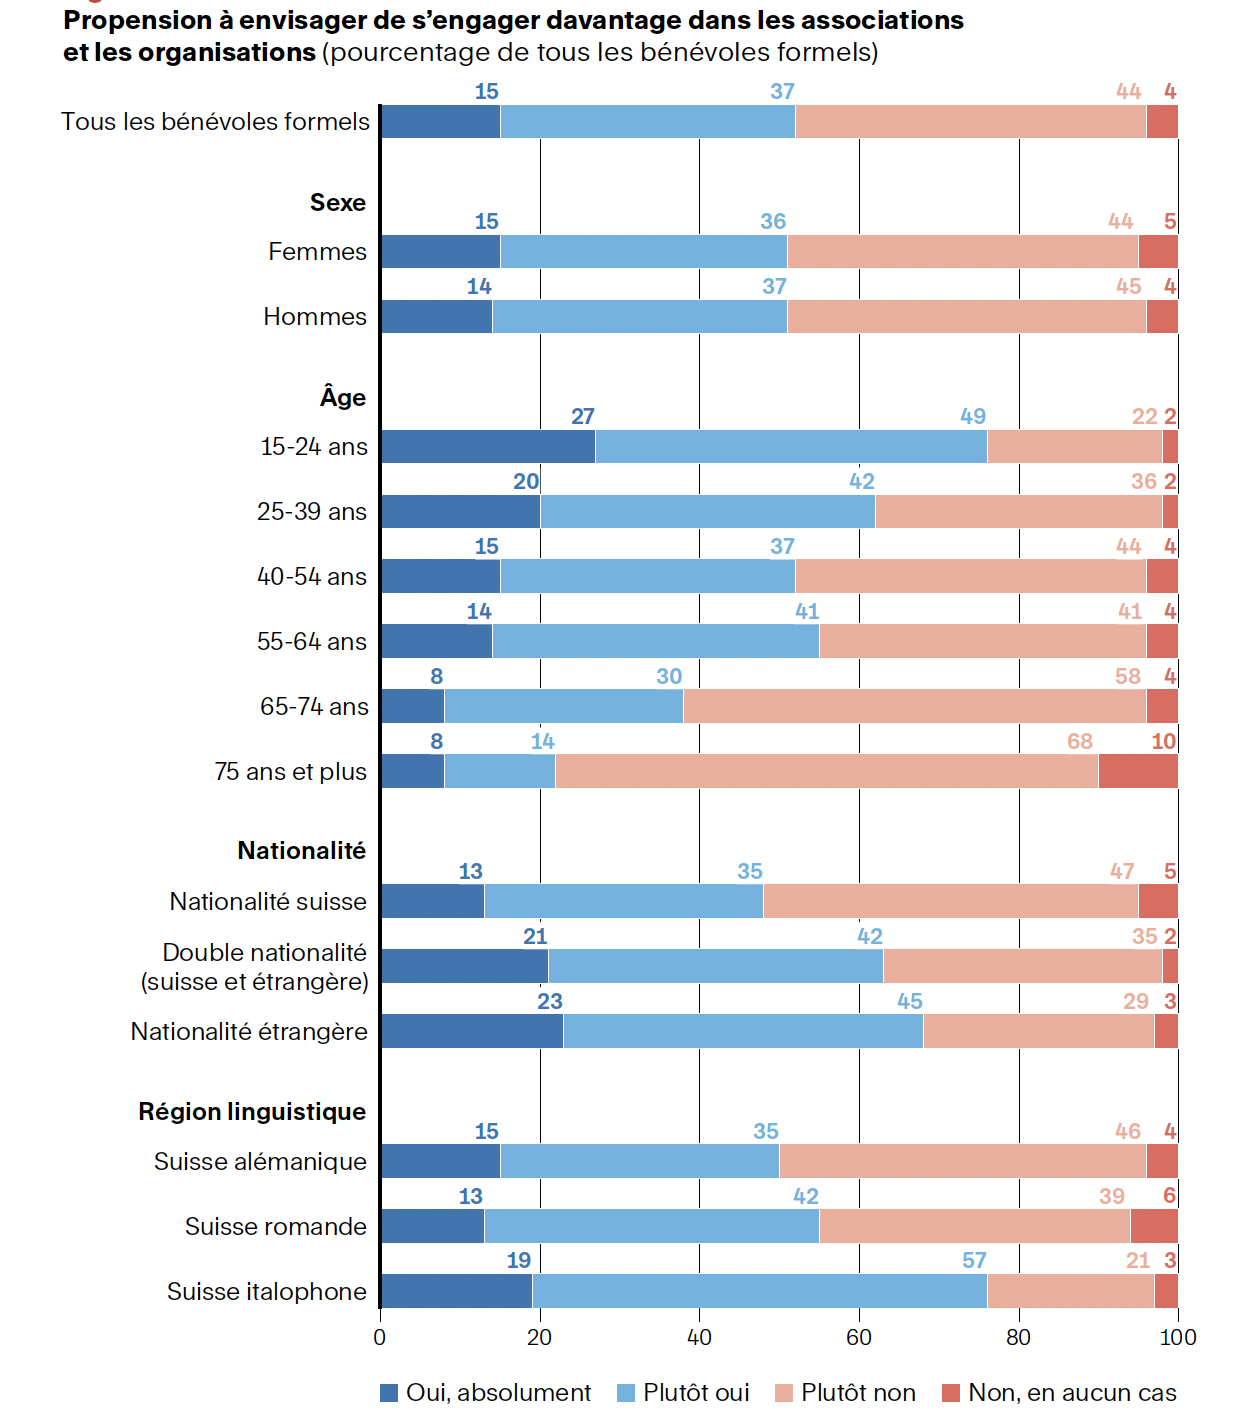 Propension à envisager de s’engager davantage dans les associations
et les organisations (pourcentage de tous les bénévoles formels)
15 37 44 4
Tous les bénévoles formels
Sexe
15 36 44 5
Femmes
14 37 45 4
Hommes
Âge
27 49 22 2
15-24 ans
20 42 36 2
25-39 ans
15 37 44 4
40-54 ans
14 41 41 4
55-64 ans
8 30 58 4
65-74 ans
8 14 68 10
75 ans et plus
Nationalité
13 35 47 5
Nationalité suisse
21 42 35 2
Double nationalité
(suisse et étrangère)
23 45 29 3
Nationalité étrangère
Région linguistique
15 35 46 4
Suisse alémanique
13 42 39 6
Suisse romande
19 57 21 3
Suisse italophone
0 20 40 60 80 100
Oui, absolument Plutôt oui Plutôt non Non, en aucun cas